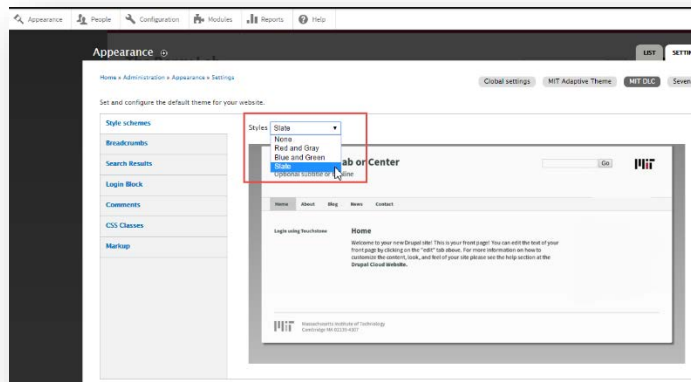 Appearance People Configuration Modules Reports Help
Appearance
LIST SETTIN
Home » Administration » Appearance » Settings
Global settings MIT Adaptive Theme MIT DLC Seven
Set and configure the default theme for your website.
Style schemes
Breadcrumbs
Search Results
Login Block
Comments
CSS Classes
Markup
Styles Slate
None
Red and Gray
Blue and Green
Slate
ab or Center
Optional Subtitle or
line
Go
Home About Blog News Contact
Login using Touchstone
Home
Welcome to your new Drupal site! This is your front page! You can edit the text of your
front page by clicking on the "edit" tab above. For more information on how to
customize the content, look, and feel of your site please see the help section at the
Drupal Cloud Website.
Massachusetts Institute of Technology
Cambridge MA 02139-4307